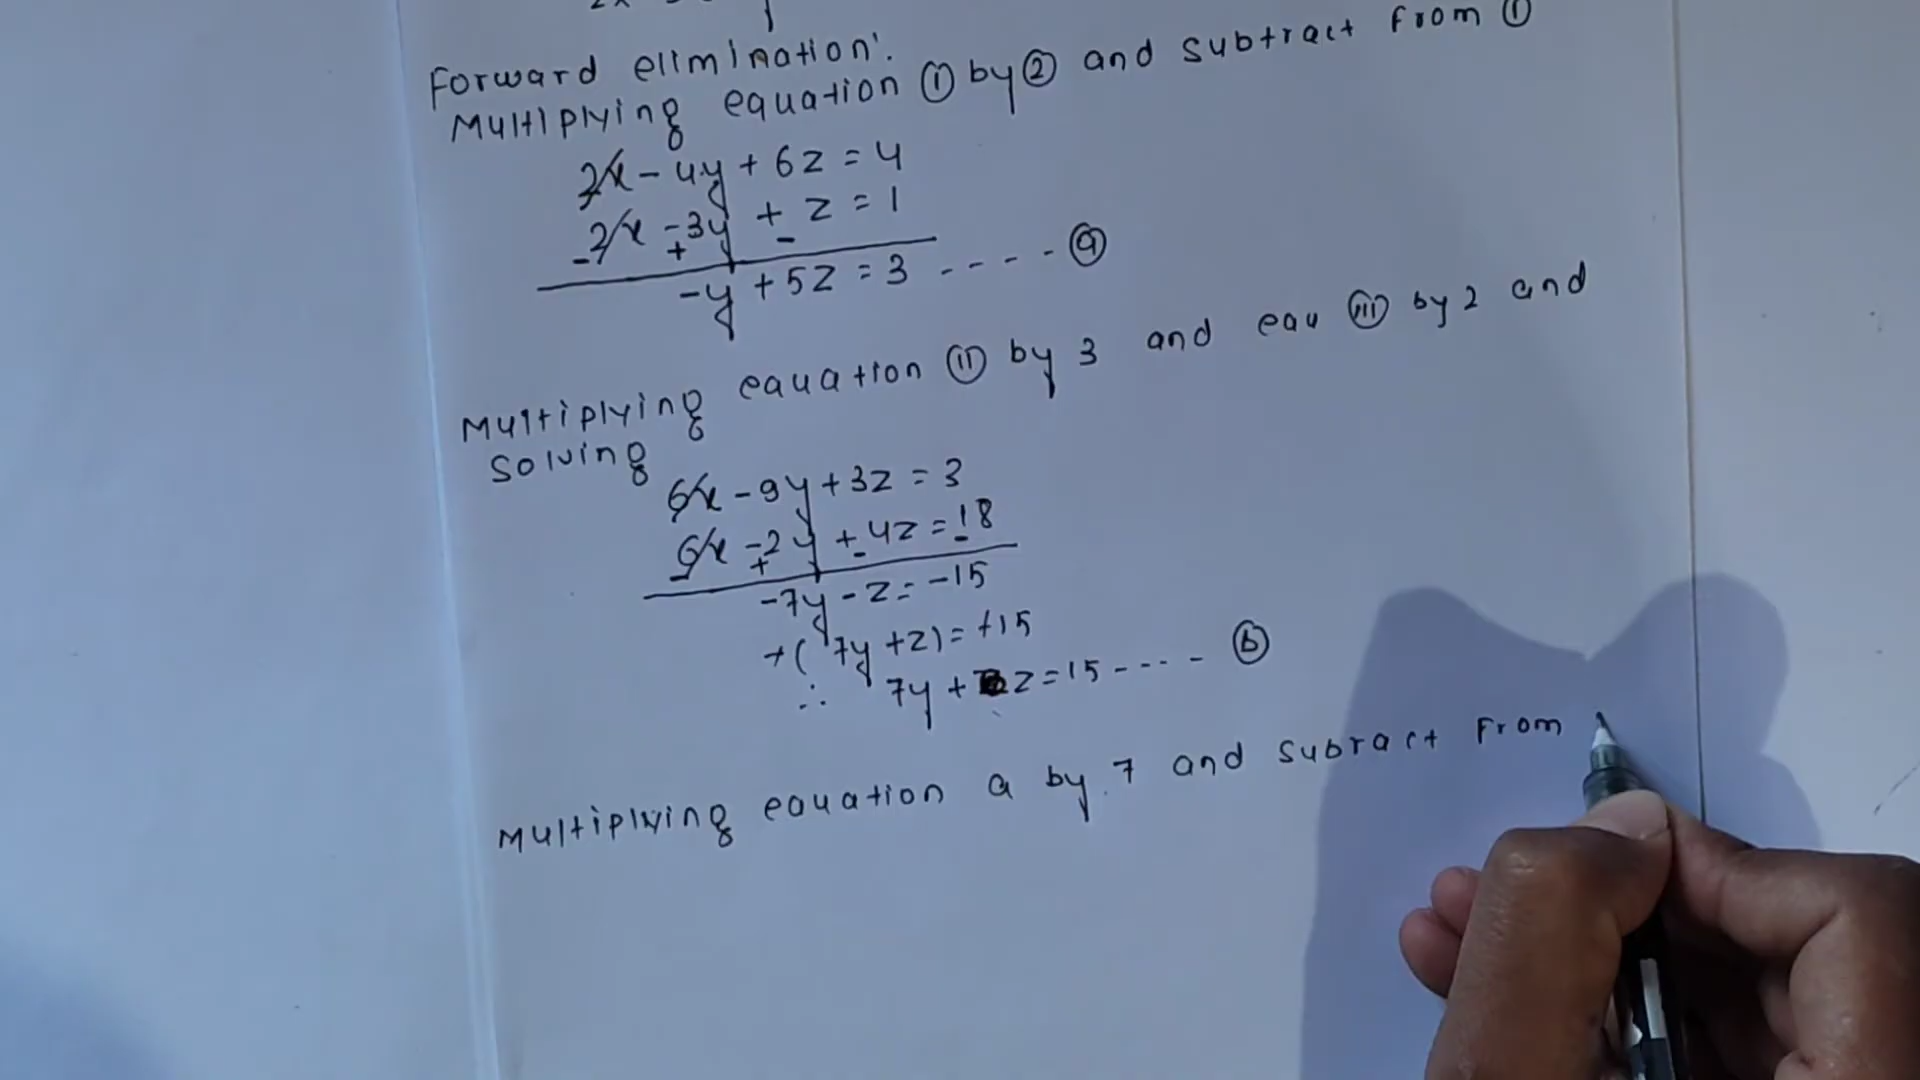 Forward elimination:
Multiplying equation ① by ② and subtract from ①
2x - 4y + 6z = 4
2x - 3y + z = 1
- + -
-y + 5z = 3 - - - - ⓐ
Multiplying equation ⅱ by 3 and equ ⅲ by 2 and
solving
6x - 9y + 3z = 3
6x - 2y + 4z = 18
- + - -
-7y - z = -15
+( 7y + z) = +15
∴ 7y + z = 15 - - - - ⓑ
Multiplying equation a by 7 and subract from